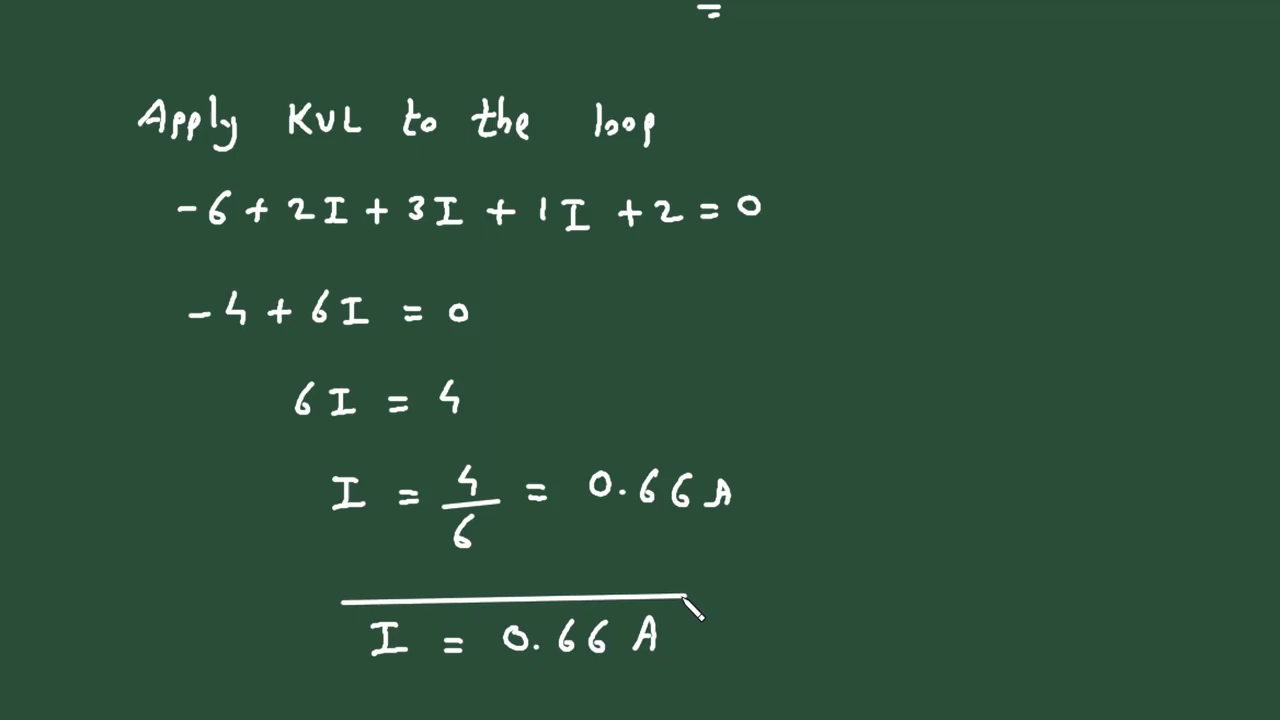 Apply KVL to the loop
-6 + 2I + 3I + 1I + 2 = 0
-4 + 6I = 0
6I = 4
I = 4/6 = 0.66 A
I = 0.66 A